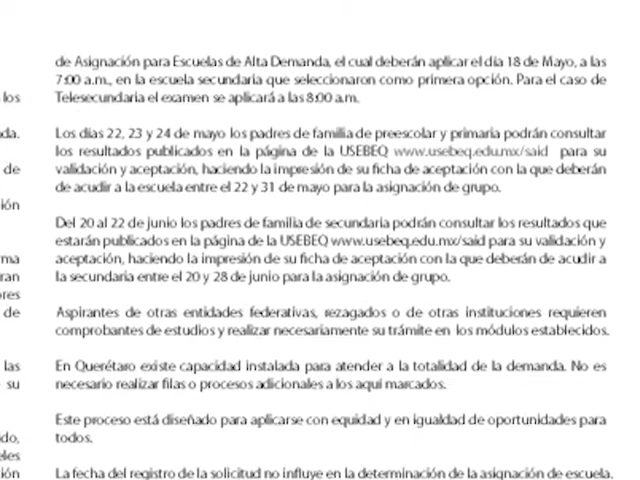 de Asignación para Escuelas de Alta Demanda, el cual deberán aplicar el día 18 de Mayo, a las
7:00 a.m., en la escuela secundaria que seleccionaron como primera opción. Para el caso de
Telesecundaria el examen se aplicará a las 8:00 a.m.
Los días 22, 23 y 24 de mayo los padres de familia de preescolar y primaria podrán consultar
los resultados publicados en la página de la USEBEQ www.usebeq.edu.mx/said para su
validación y aceptación, haciendo la impresión de su ficha de aceptación con la que deberán
de acudir a la escuela entre el 22 y 31 de mayo para la asignación de grupo.
Del 20 al 22 de junio los padres de familia de secundaria podrán consultar los resultados que
estarán publicados en la página de la USEBEQ www.usebeq.edu.mx/said para su validación y
aceptación, haciendo la impresión de su ficha de aceptación con la que deberán de acudir a
la secundaria entre el 20 y 28 de junio para la asignación de grupo.
Aspirantes de otras entidades federativas, rezagados o de otras instituciones requieren
comprobantes de estudios y realizar necesariamente su trámite en los módulos establecidos.
En Querétaro existe capacidad instalada para atender a la totalidad de la demanda. No es
necesario realizar filas o procesos adicionales a los aquí marcados.
Este proceso está diseñado para aplicarse con equidad y en igualdad de oportunidades para
todos.
La fecha del registro de la solicitud no influye en la determinación de la asignación de escuela.
los
de
las
su